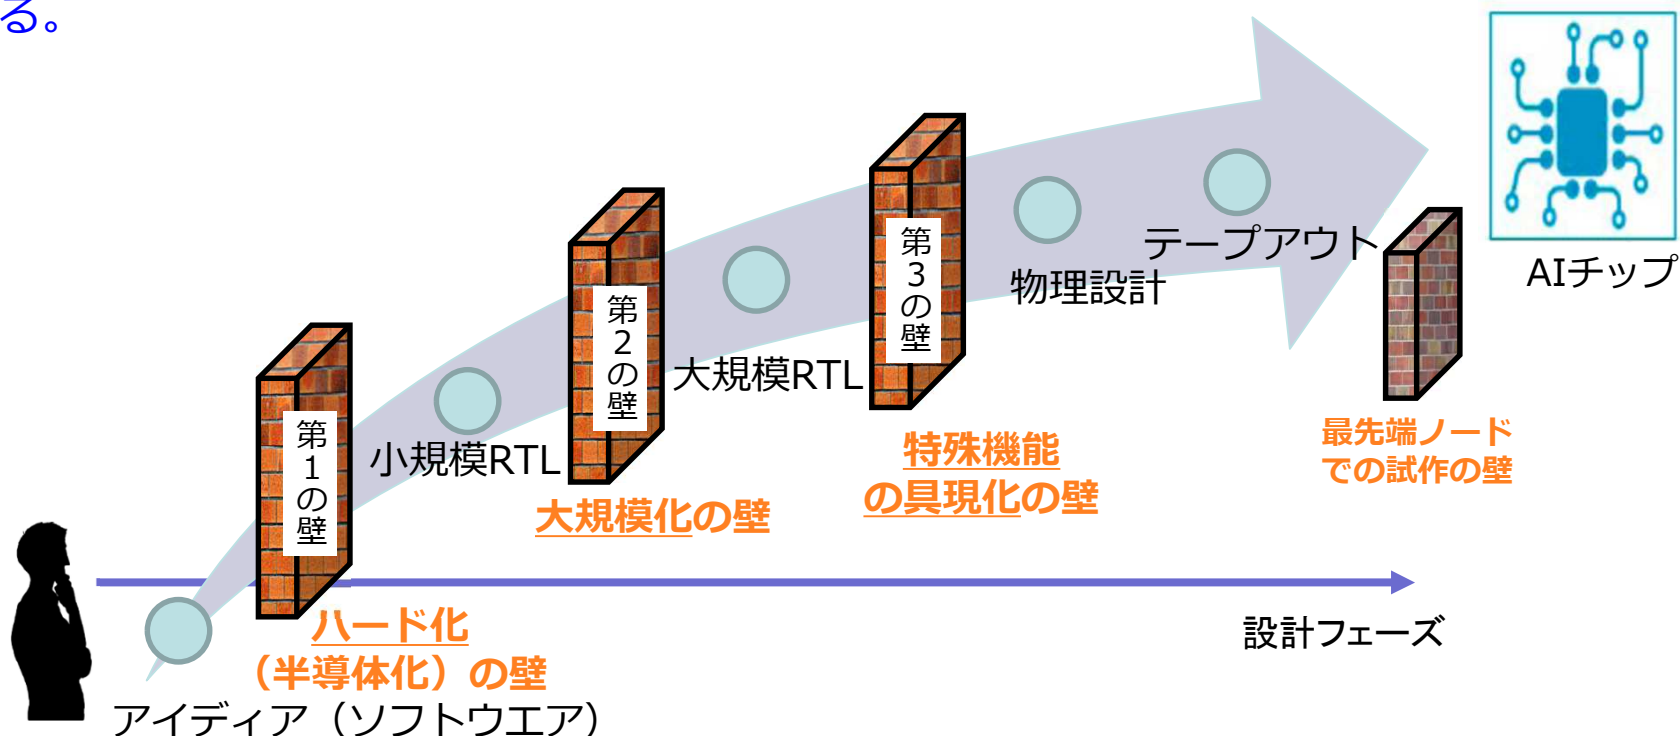 る。
AIチップ
テープアウト
物理設計
第3の壁
第2の壁
大規模RTL
第1の壁
小規模RTL
最先端ノード
での試作の壁
特殊機能
の具現化の壁
大規模化の壁
ハード化
（半導体化）の壁
設計フェーズ
アイディア（ソフトウエア）